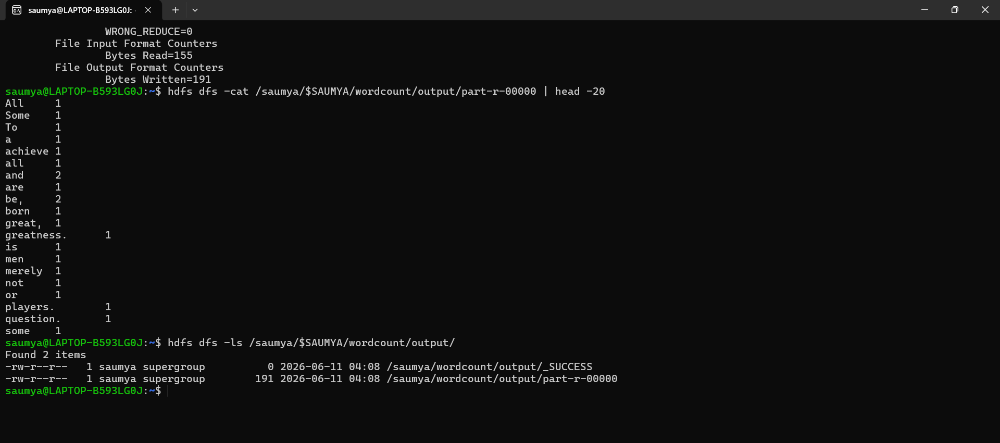 saumya@LAPTOP-B593LG0J: ~
WRONG_REDUCE=0
File Input Format Counters
Bytes Read=155
File Output Format Counters
Bytes Written=191
saumya@LAPTOP-B593LG0J:~$ hdfs dfs -cat /saumya/$SAUMYA/wordcount/output/part-r-00000 | head -20
All 1
Some 1
To 1
a 1
achieve 1
all 1
and 2
are 1
be, 2
born 1
great, 1
greatness. 1
is 1
men 1
merely 1
not 1
or 1
players. 1
question. 1
some 1
saumya@LAPTOP-B593LG0J:~$ hdfs dfs -ls /saumya/$SAUMYA/wordcount/output/
Found 2 items
-rw-r--r-- 1 saumya supergroup 0 2026-06-11 04:08 /saumya/wordcount/output/_SUCCESS
-rw-r--r-- 1 saumya supergroup 191 2026-06-11 04:08 /saumya/wordcount/output/part-r-00000
saumya@LAPTOP-B593LG0J:~$